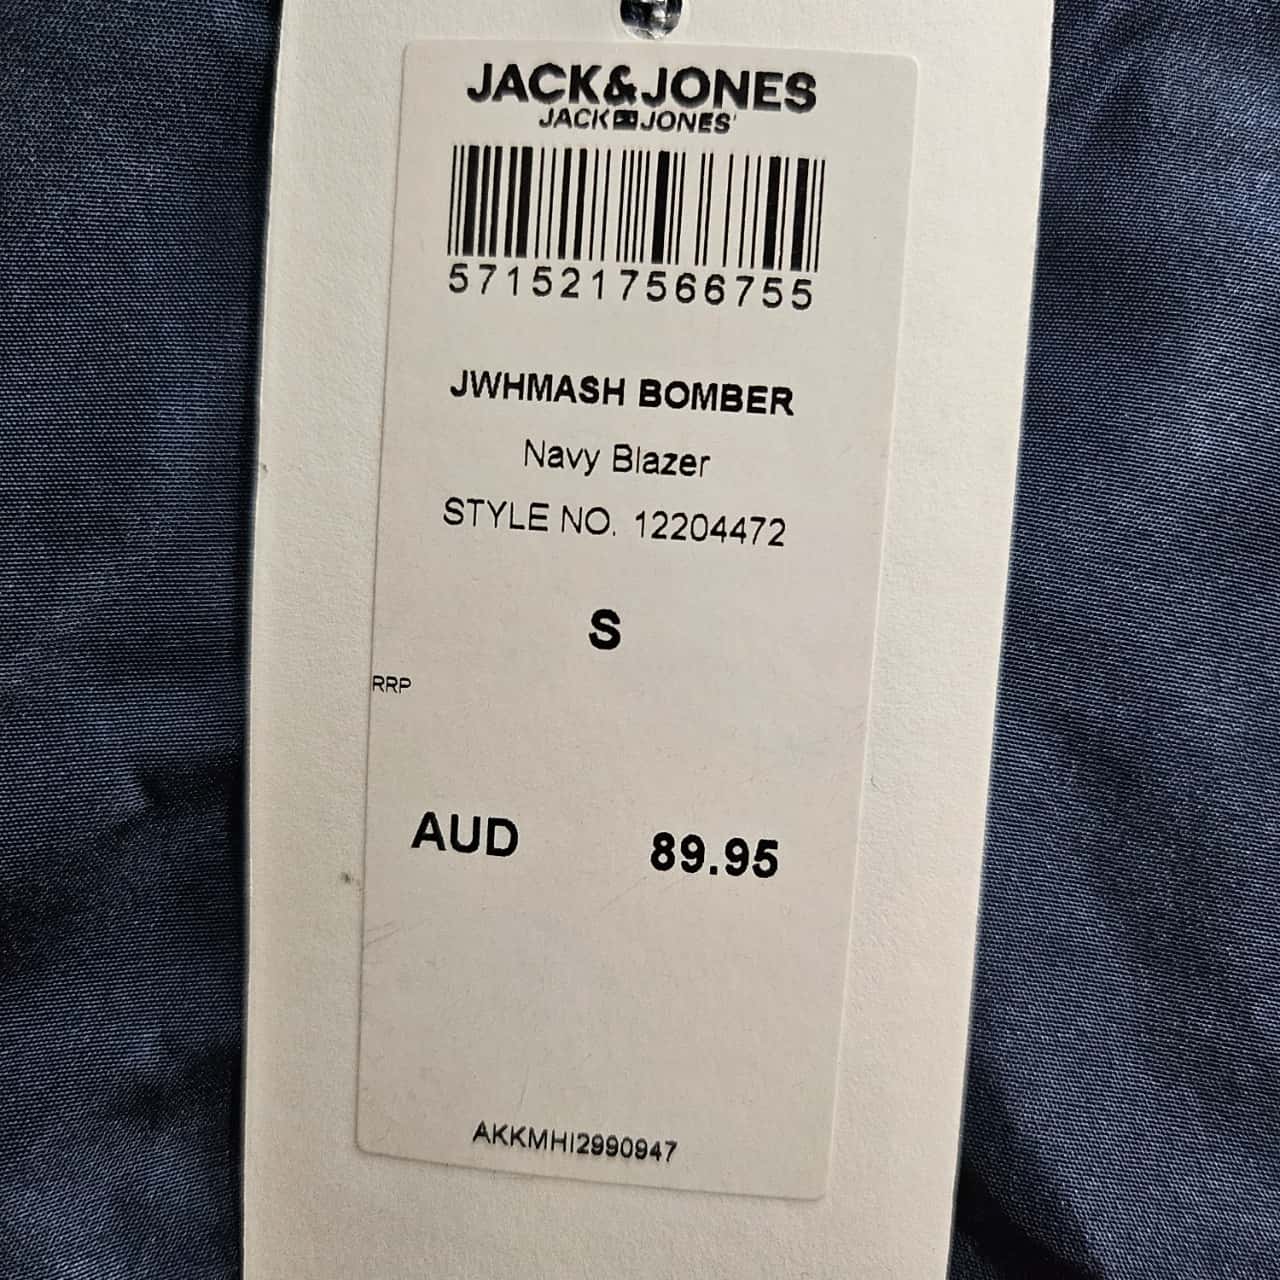 JACK&JONES
JACK JONES
5715217566755
JWHMASH BOMBER
Navy Blazer
STYLE NO. 12204472
S
RRP
AUD 89.95
AKKMHI2990947